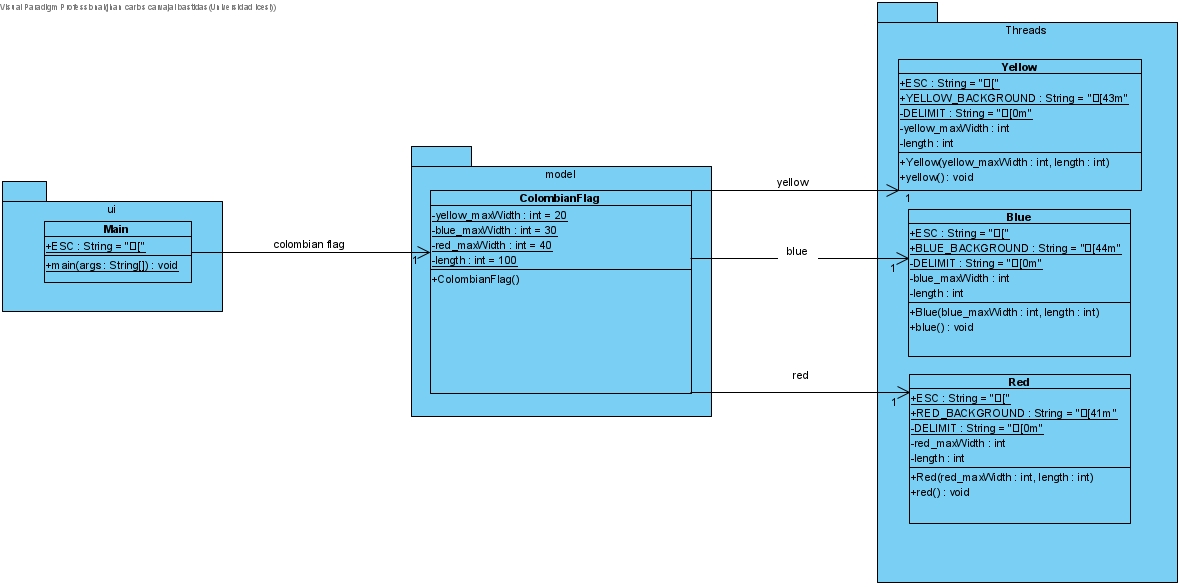 Visual Paradigm Professional(juan carlos carvajal bastidas(Universidad Icesi))
ui
Main
+ESC : String = "□["
+main(args : String[]) : void
colombian flag
1
model
ColombianFlag
-yellow_maxWidth : int = 20
-blue_maxWidth : int = 30
-red_maxWidth : int = 40
-length : int = 100
+ColombianFlag()
yellow
1
blue
1
red
1
Threads
Yellow
+ESC : String = "□["
+YELLOW_BACKGROUND : String = "□[43m"
-DELIMIT : String = "□[0m"
-yellow_maxWidth : int
-length : int
+Yellow(yellow_maxWidth : int, length : int)
+yellow() : void
Blue
+ESC : String = "□["
+BLUE_BACKGROUND : String = "□[44m"
-DELIMIT : String = "□[0m"
-blue_maxWidth : int
-length : int
+Blue(blue_maxWidth : int, length : int)
+blue() : void
Red
+ESC : String = "□["
+RED_BACKGROUND : String = "□[41m"
-DELIMIT : String = "□[0m"
-red_maxWidth : int
-length : int
+Red(red_maxWidth : int, length : int)
+red() : void